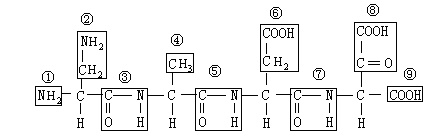 ② ⑥ ⑧
NH₂ ④ COOH COOH
① CH₂ ③ CH₃ ⑤ CH₂ ⑦ C=O ⑨
NH₂—C—C—N—C—C—N—C—C—N—C—COOH
H O H H O H H O H H